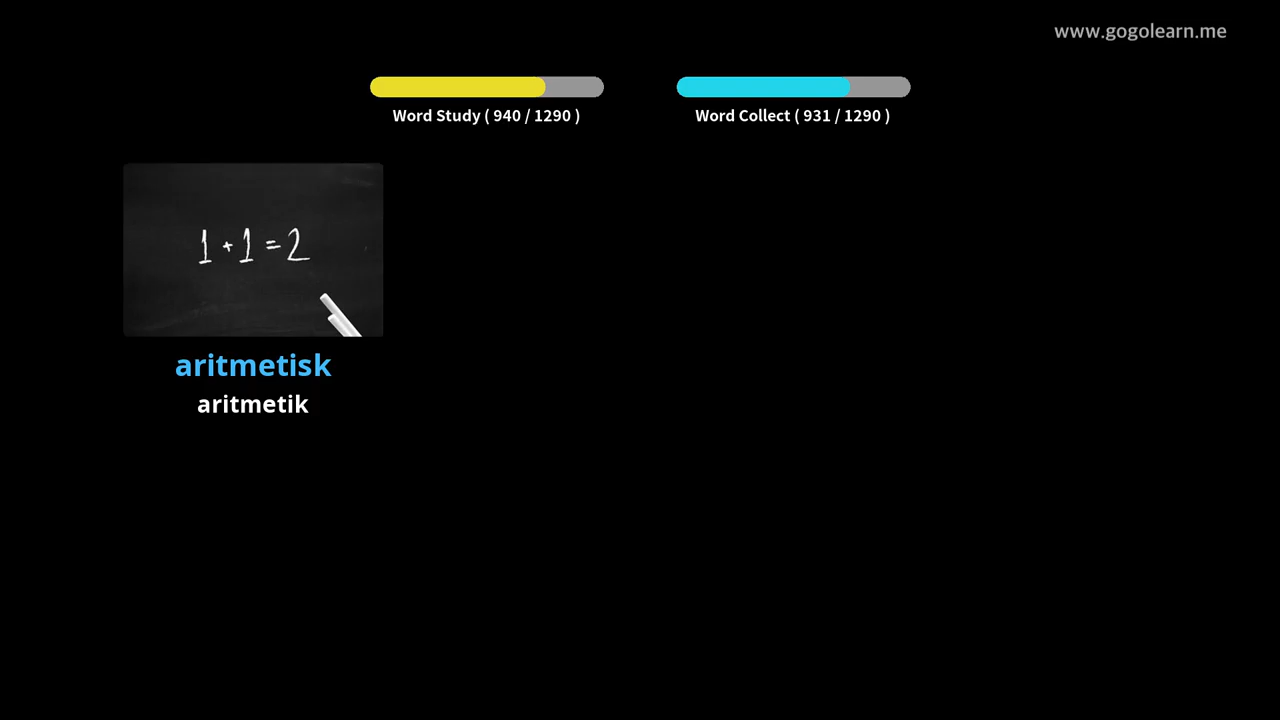 www.gogolearn.me
Word Study ( 940 / 1290 )
Word Collect ( 931 / 1290 )
1 + 1 = 2
aritmetisk
aritmetik